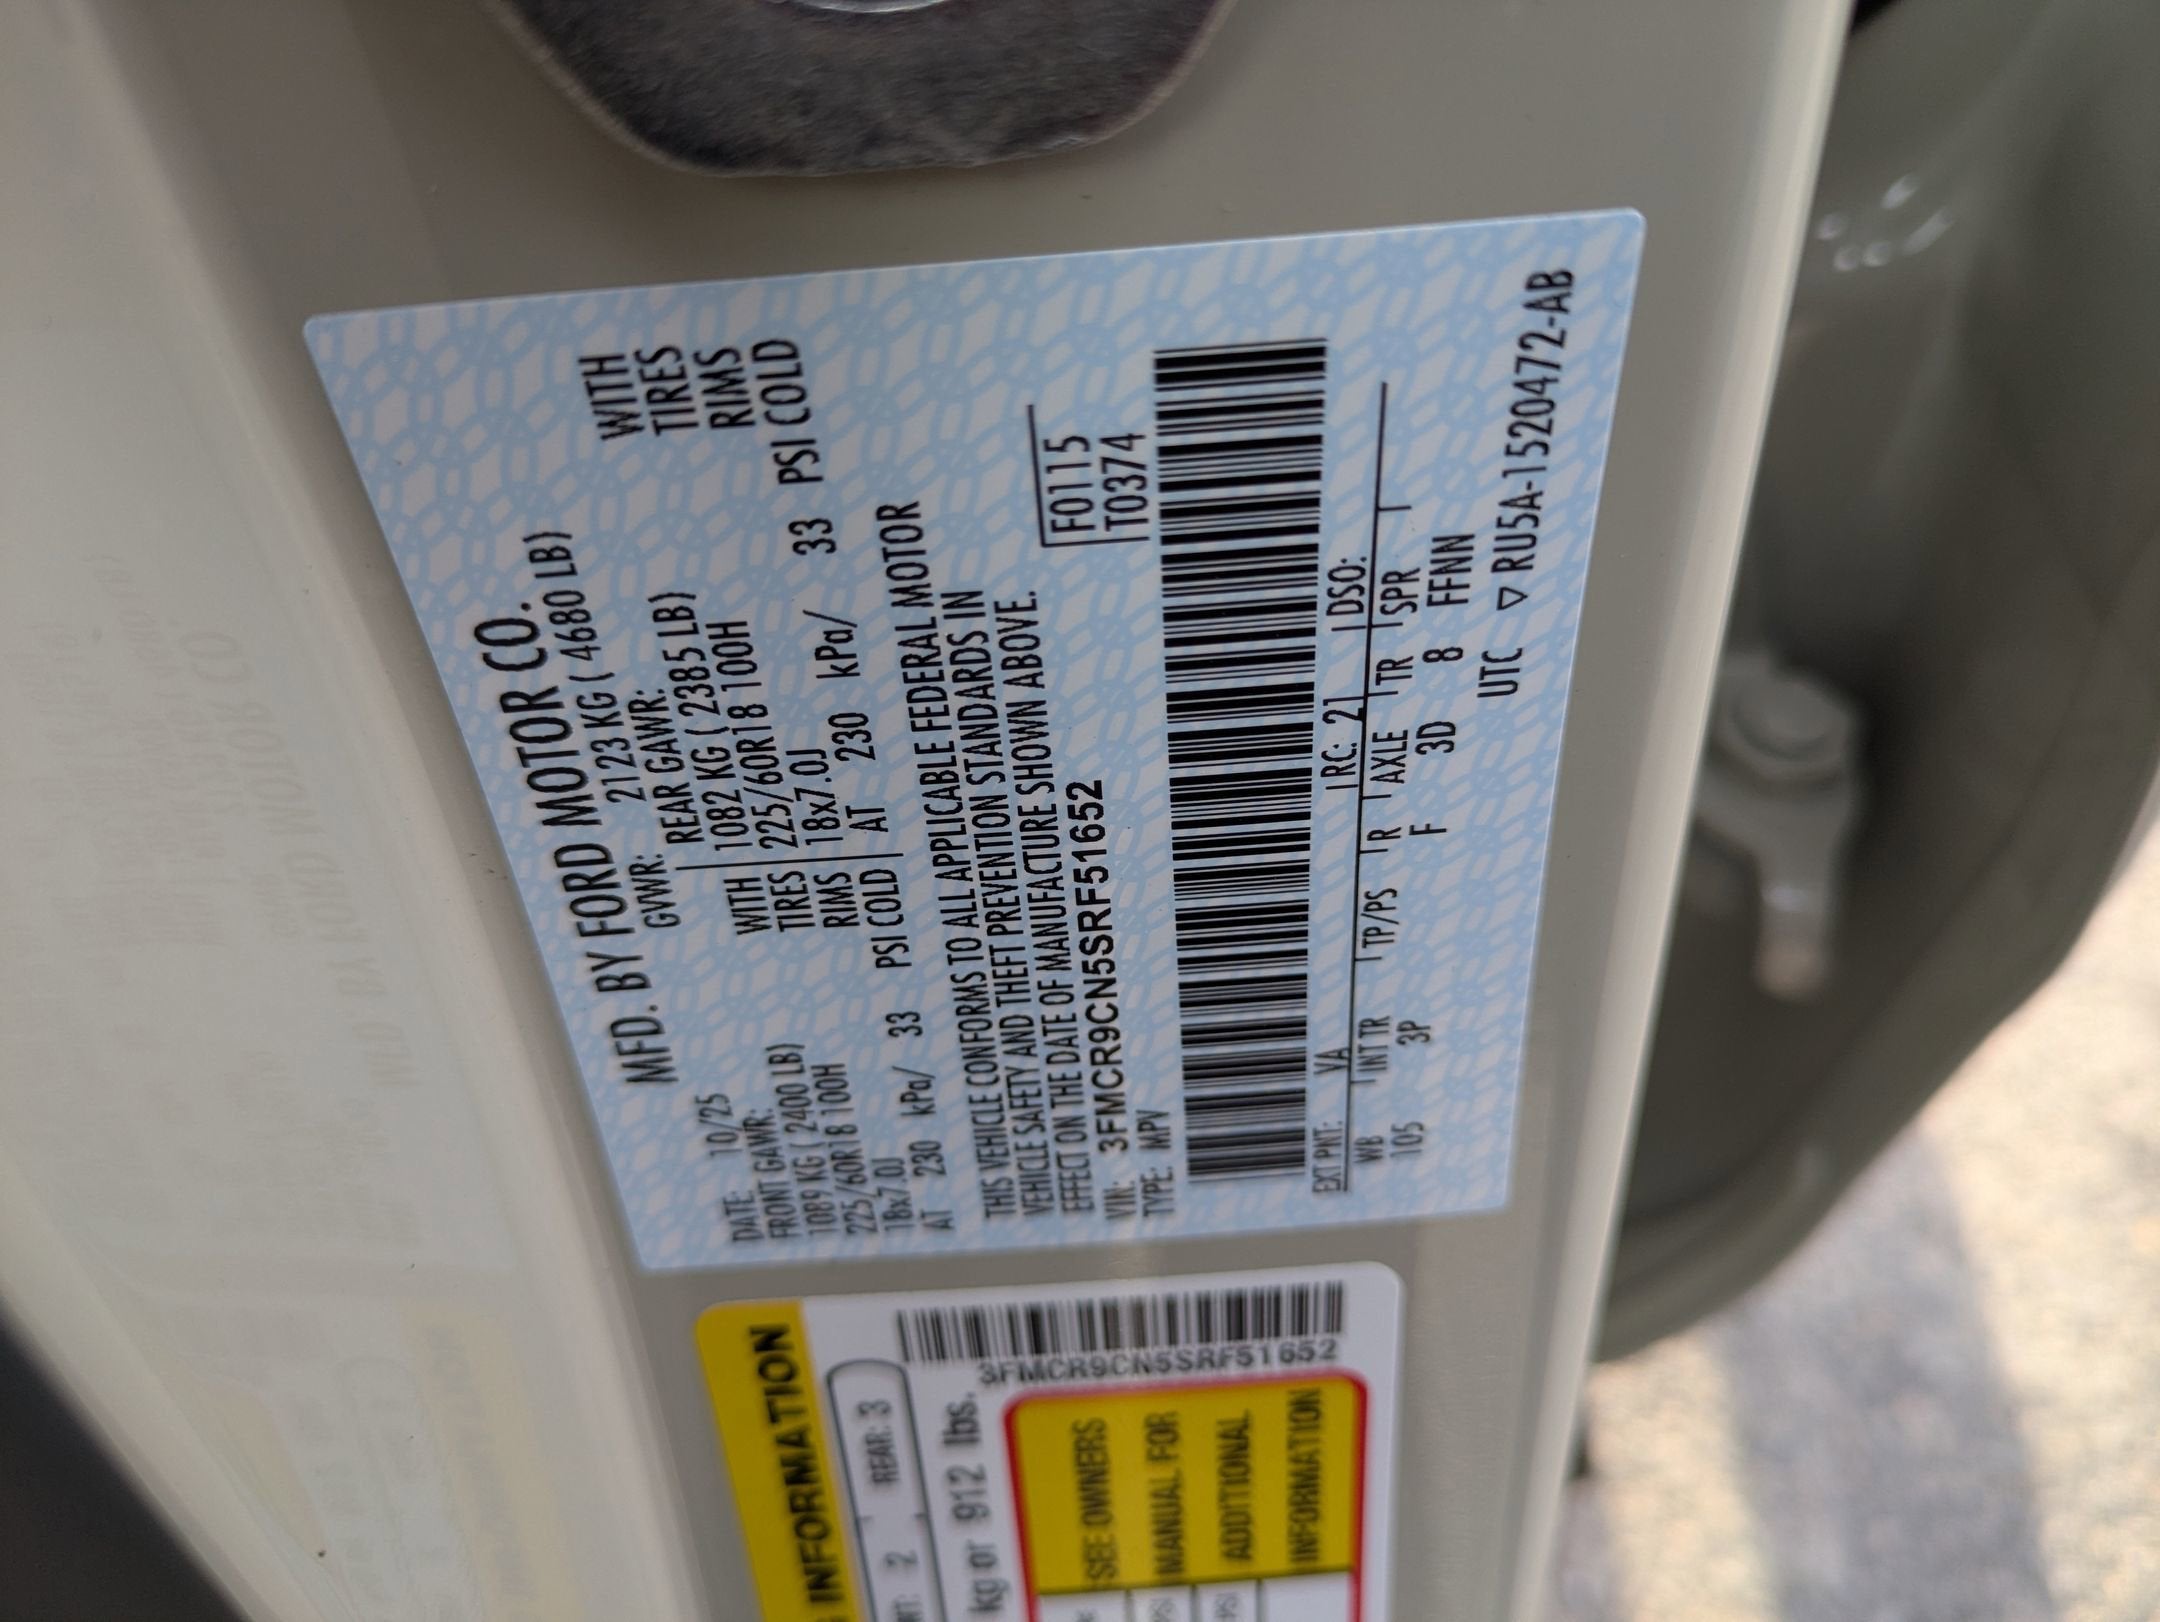 MFD. BY FORD MOTOR CO.
DATE: 10/25 GVWR: 2123 KG ( 4680 LB)
FRONT GAWR: REAR GAWR:
1089 KG ( 2400 LB) WITH 1082 KG ( 2385 LB) WITH
225/60R18 100H TIRES 225/60R18 100H TIRES
18x7.0J RIMS 18x7.0J RIMS
AT 230 kPa/ 33 PSI COLD AT 230 kPa/ 33 PSI COLD
THIS VEHICLE CONFORMS TO ALL APPLICABLE FEDERAL MOTOR
VEHICLE SAFETY AND THEFT PREVENTION STANDARDS IN
EFFECT ON THE DATE OF MANUFACTURE SHOWN ABOVE.
VIN: 3FMCR9CN5SRF51652 F0115
TYPE: MPV T0374
EXT PNT: YA RC: 21 DSO:
WB INT TR TP/PS R AXLE TR SPR
105 3P F 3D 8 FFNN
UTC ▽ RU5A-1520472-AB
INFORMATION
REAR: 3
2
kg or 912 lbs.
3FMCR9CN5SRF51652
SEE OWNERS
MANUAL FOR
ADDITIONAL
INFORMATION